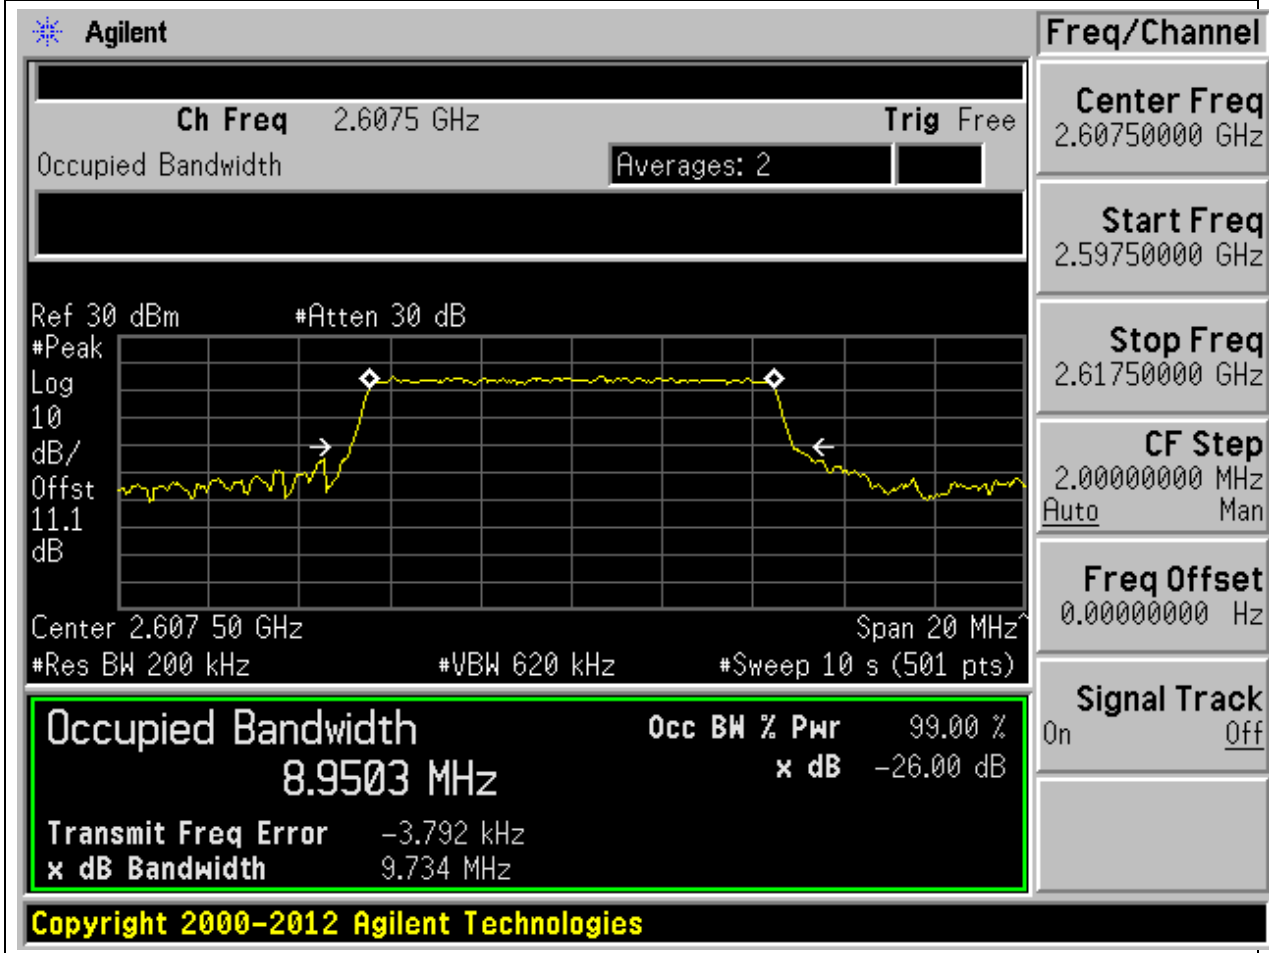 Agilent
Freq/Channel
Ch Freq 2.6075 GHz Trig Free
Occupied Bandwidth Averages: 2
Center Freq
2.60750000 GHz
Start Freq
2.59750000 GHz
Stop Freq
2.61750000 GHz
CF Step
2.00000000 MHz
Auto Man
Freq Offset
0.00000000 Hz
Signal Track
On Off
Ref 30 dBm #Atten 30 dB
#Peak
Log
10
dB/
Offst
11.1
dB
Center 2.607 50 GHz Span 20 MHz^
#Res BW 200 kHz #VBW 620 kHz #Sweep 10 s (501 pts)
Occupied Bandwidth Occ BW % Pwr 99.00 %
8.9503 MHz x dB -26.00 dB
Transmit Freq Error -3.792 kHz
x dB Bandwidth 9.734 MHz
Copyright 2000-2012 Agilent Technologies